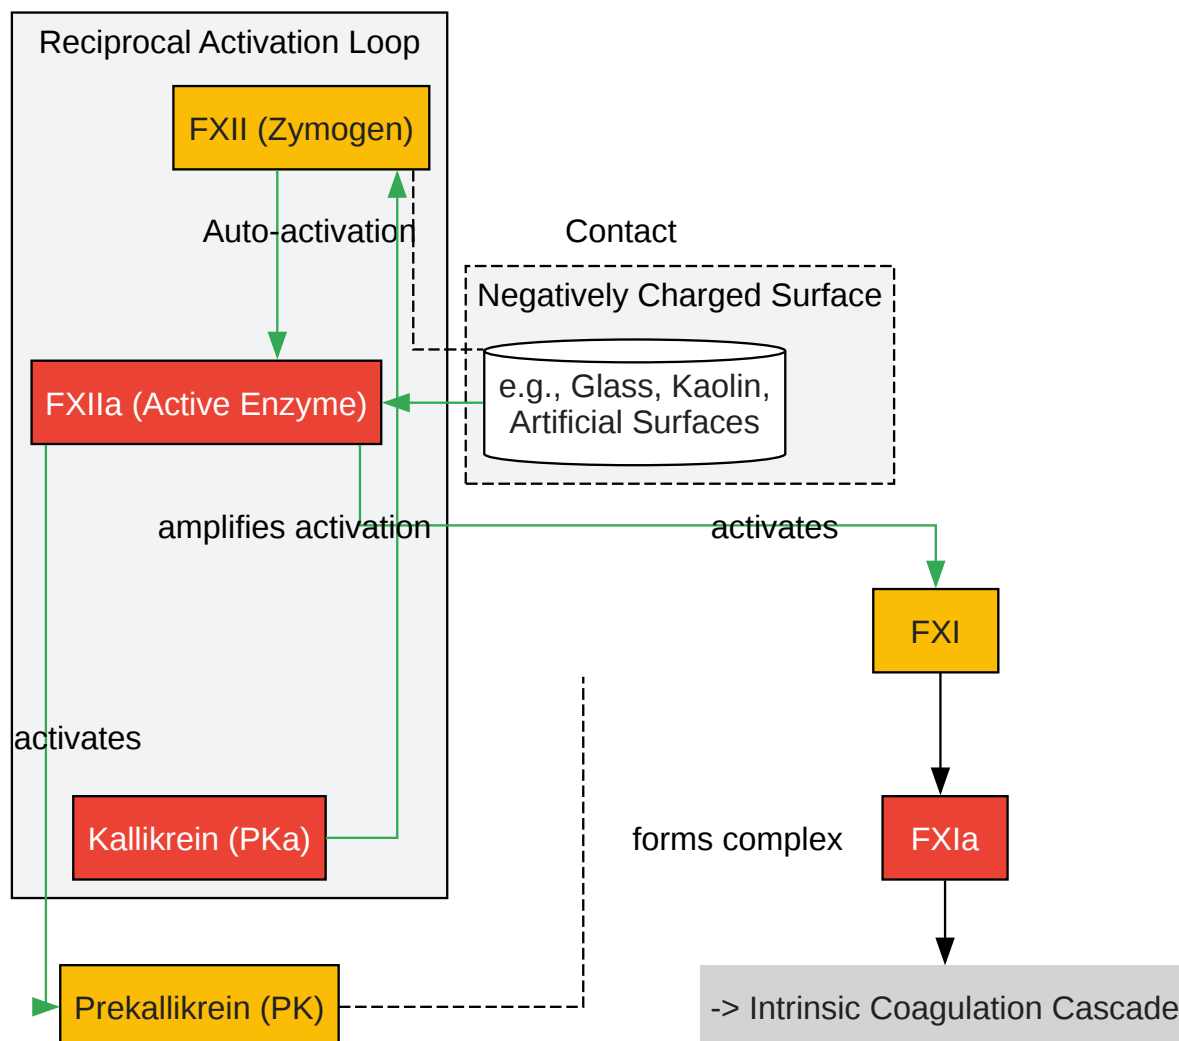 Reciprocal Activation Loop
FXII (Zymogen)
Auto-activation
Contact
Negatively Charged Surface
e.g., Glass, Kaolin,
Artificial Surfaces
FXIIa (Active Enzyme)
amplifies activation
activates
FXI
activates
Kallikrein (PKa)
forms complex
FXIa
Prekallikrein (PK)
-> Intrinsic Coagulation Cascade